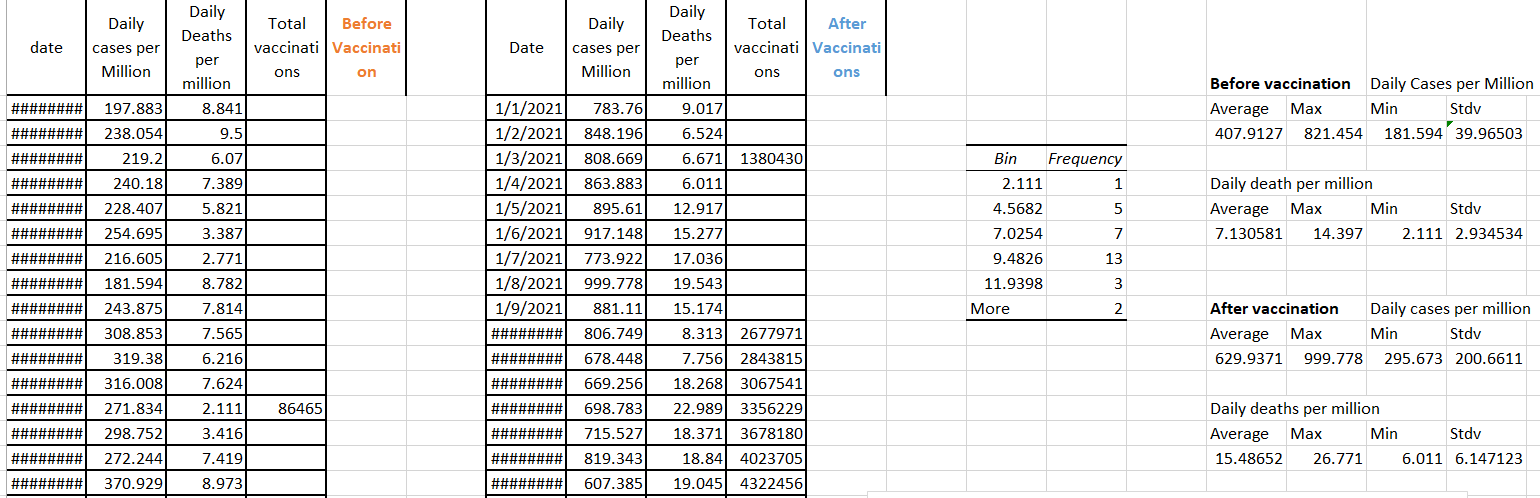 date Daily cases per Million Daily Deaths per million Total vaccinati ons Before Vaccinati on Date Daily cases per Million Daily Deaths per million Total vaccinati ons After Vaccinati ons Before vaccination Daily Cases per Million
######## 197.883 8.841 1/1/2021 783.76 9.017 Average Max Min Stdv
######## 238.054 9.5 1/2/2021 848.196 6.524 407.9127 821.454 181.594 39.96503
######## 219.2 6.07 1/3/2021 808.669 6.671 1380430 Bin Frequency
######## 240.18 7.389 1/4/2021 863.883 6.011 2.111 1 Daily death per million
######## 228.407 5.821 1/5/2021 895.61 12.917 4.5682 5 Average Max Min Stdv
######## 254.695 3.387 1/6/2021 917.148 15.277 7.0254 7 7.130581 14.397 2.111 2.934534
######## 216.605 2.771 1/7/2021 773.922 17.036 9.4826 13
######## 181.594 8.782 1/8/2021 999.778 19.543 11.9398 3
######## 243.875 7.814 1/9/2021 881.11 15.174 More 2 After vaccination Daily cases per million
######## 308.853 7.565 ######## 806.749 8.313 2677971 Average Max Min Stdv
######## 319.38 6.216 ######## 678.448 7.756 2843815 629.9371 999.778 295.673 200.6611
######## 316.008 7.624 ######## 669.256 18.268 3067541
######## 271.834 2.111 86465 ######## 698.783 22.989 3356229 Daily deaths per million
######## 298.752 3.416 ######## 715.527 18.371 3678180 Average Max Min Stdv
######## 272.244 7.419 ######## 819.343 18.84 4023705 15.48652 26.771 6.011 6.147123
######## 370.929 8.973 ######## 607.385 19.045 4322456